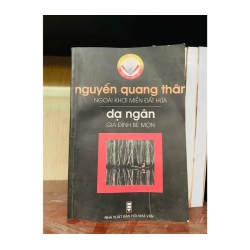 nguyễn quang thân
NGOÀI KHƠI MIỀN ĐẤT HỨA
dạ ngân
GIA ĐÌNH BÉ MỌN
NHÀ XUẤT BẢN HỘI NHÀ VĂN